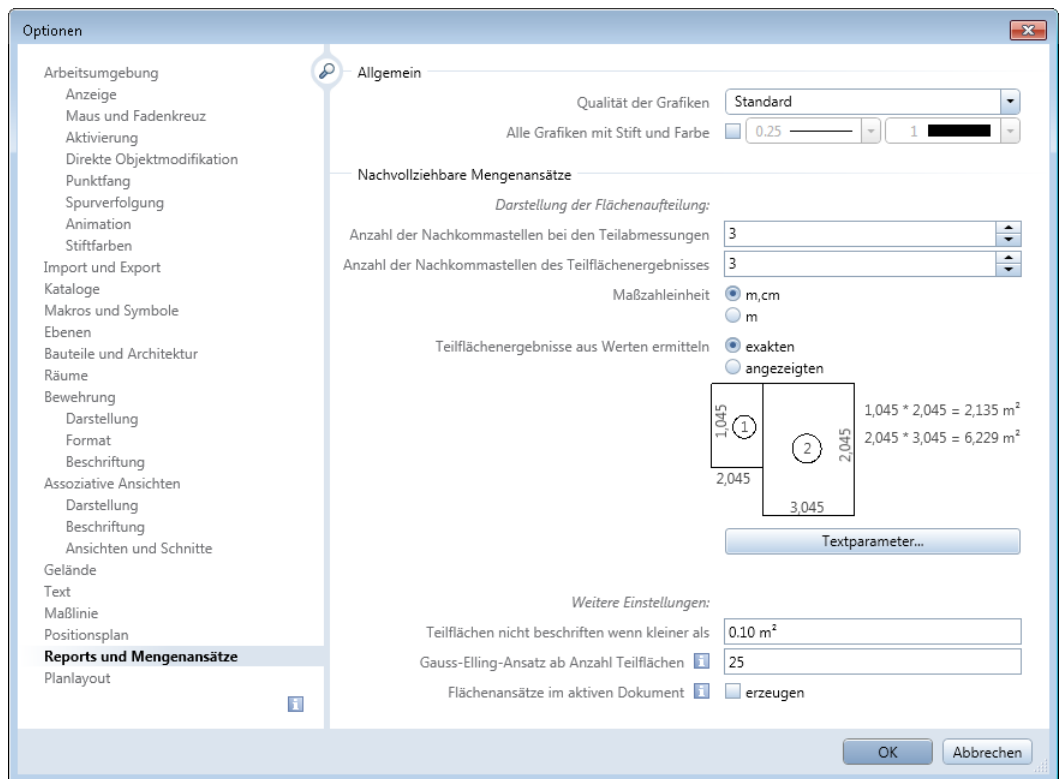 Optionen
Arbeitsumgebung
Anzeige
Maus und Fadenkreuz
Aktivierung
Direkte Objektmodifikation
Punktfang
Spurverfolgung
Animation
Stiftfarben
Import und Export
Kataloge
Makros und Symbole
Ebenen
Bauteile und Architektur
Räume
Bewehrung
Darstellung
Format
Beschriftung
Assoziative Ansichten
Darstellung
Beschriftung
Ansichten und Schnitte
Gelände
Text
Maßlinie
Positionsplan
Reports und Mengenansätze
Planlayout
Allgemein
Qualität der Grafiken Standard
Alle Grafiken mit Stift und Farbe 0.25 1
Nachvollziehbare Mengenansätze
Darstellung der Flächenaufteilung:
Anzahl der Nachkommastellen bei den Teilabmessungen 3
Anzahl der Nachkommastellen des Teilflächenergebnisses 3
Maßzahleinheit m,cm
m
Teilflächenergebnisse aus Werten ermitteln exakten
angezeigten
1,045 1 2,045
2 2,045 3,045
1,045 * 2,045 = 2,135 m²
2,045 * 3,045 = 6,229 m²
Textparameter...
Weitere Einstellungen:
Teilflächen nicht beschriften wenn kleiner als 0.10 m²
Gauss-Elling-Ansatz ab Anzahl Teilflächen i 25
Flächenansätze im aktiven Dokument i erzeugen
i
OK Abbrechen